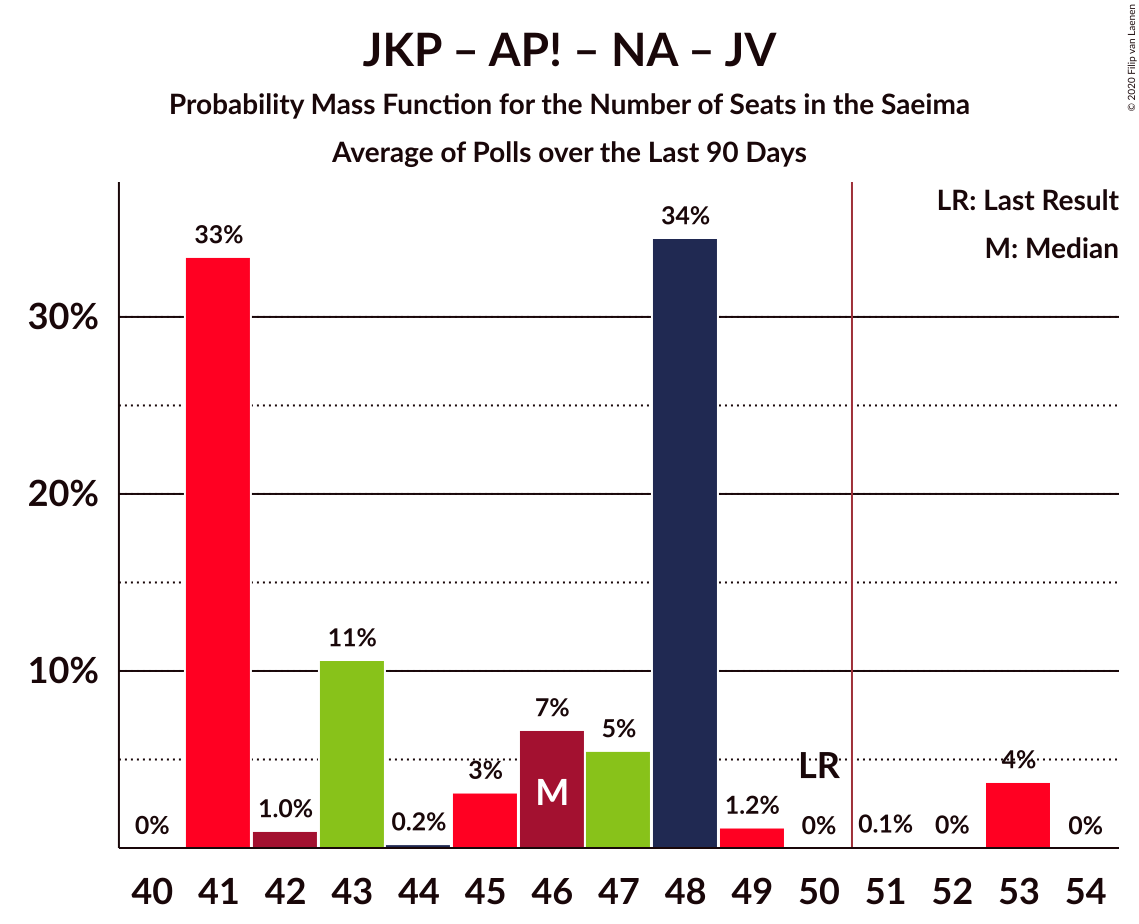 JKP – AP! – NA – JV
Probability Mass Function for the Number of Seats in the Saeima
Average of Polls over the Last 90 Days
© 2020 Filip van Laenen
LR: Last Result
M: Median
30%
20%
10%
0%
33%
1.0%
11%
0.2%
3%
7%
5%
34%
1.2%
0%
0.1%
0%
4%
0%
M
LR
40 41 42 43 44 45 46 47 48 49 50 51 52 53 54